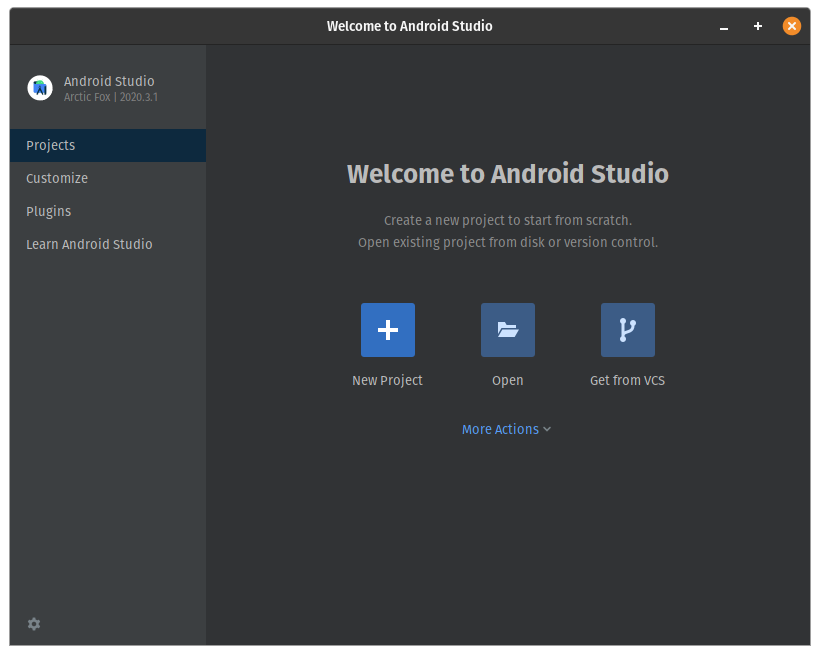 Welcome to Android Studio
Android Studio
Arctic Fox | 2020.3.1
Projects
Customize
Plugins
Learn Android Studio
Welcome to Android Studio
Create a new project to start from scratch.
Open existing project from disk or version control.
New Project
Open
Get from VCS
More Actions